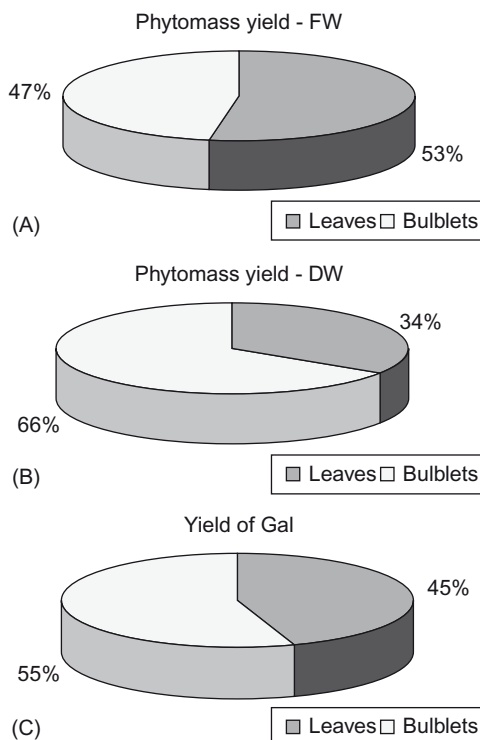 Phytomass yield - FW
47%
53%
(A)
Leaves Bulblets
Phytomass yield - DW
34%
66%
(B)
Leaves Bulblets
Yield of Gal
45%
55%
(C)
Leaves Bulblets